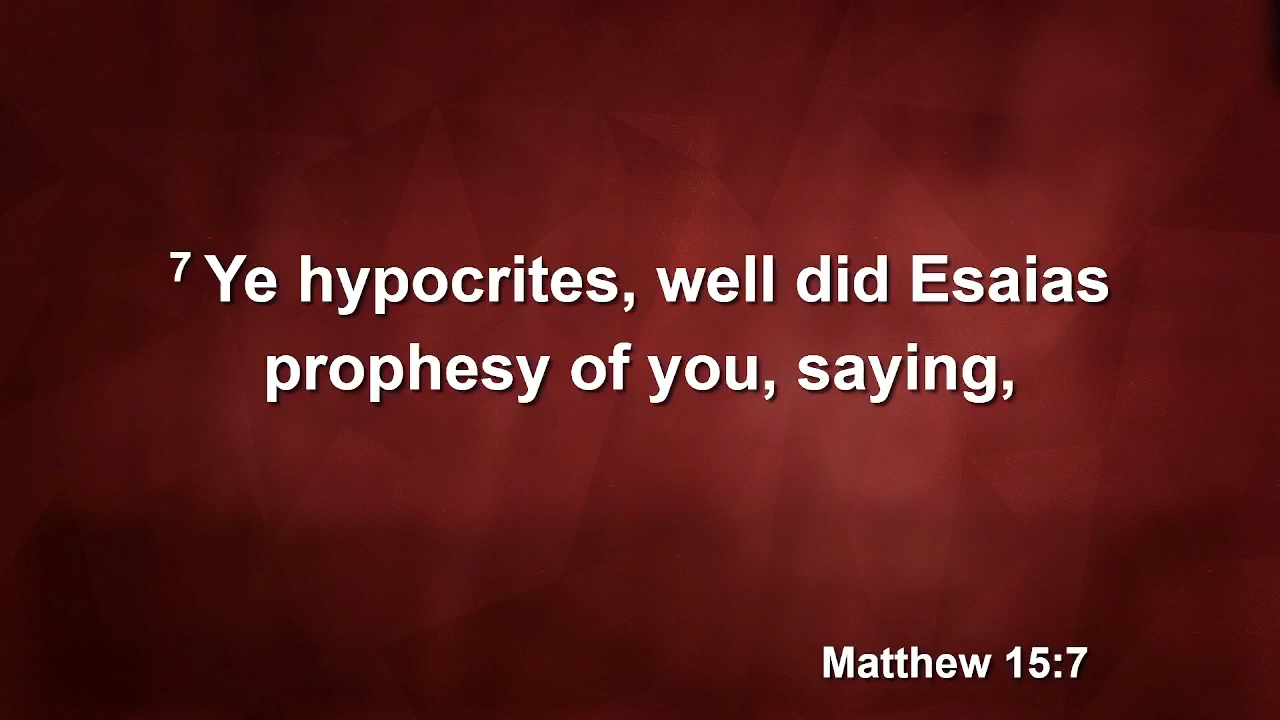 7 Ye hypocrites, well did Esaias
prophesy of you, saying,
Matthew 15:7